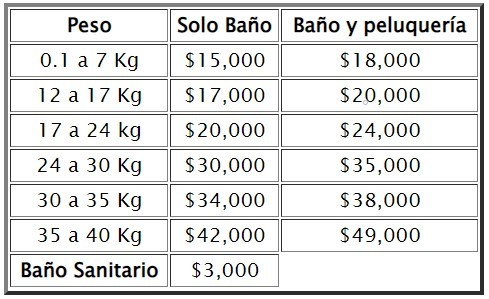 Peso Solo Baño Baño y peluquería
0.1 a 7 Kg $15,000 $18,000
12 a 17 Kg $17,000 $20,000
17 a 24 kg $20,000 $24,000
24 a 30 Kg $30,000 $35,000
30 a 35 Kg $34,000 $38,000
35 a 40 Kg $42,000 $49,000
Baño Sanitario $3,000